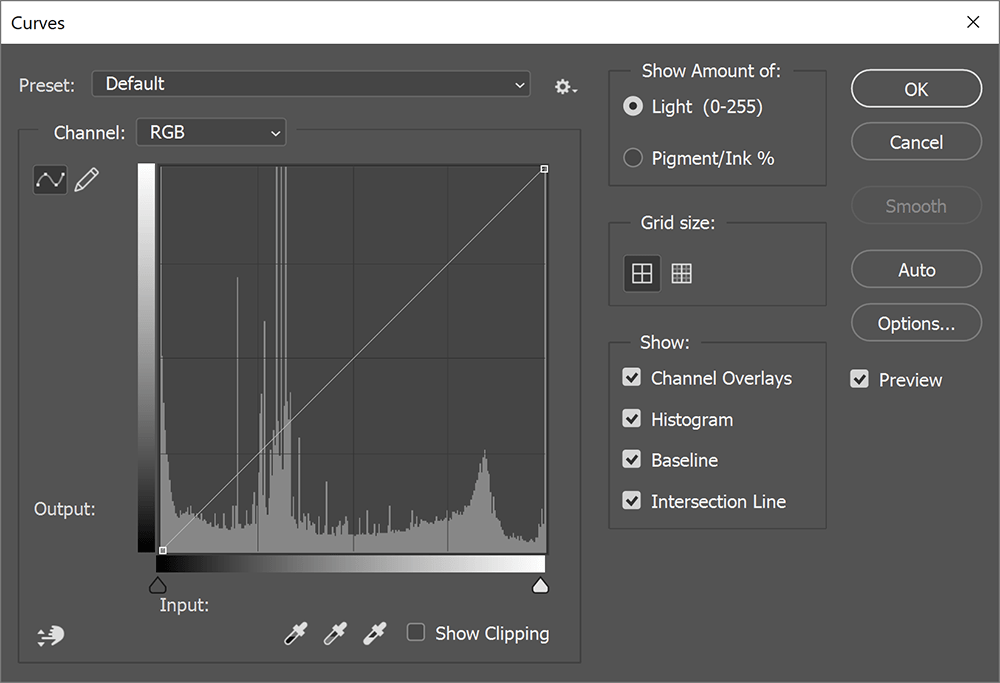 Curves
Preset: Default
Channel: RGB
Output:
Input:
Show Clipping
Show Amount of:
Light (0-255)
Pigment/Ink %
Grid size:
Show:
Channel Overlays
Histogram
Baseline
Intersection Line
OK
Cancel
Smooth
Auto
Options...
Preview